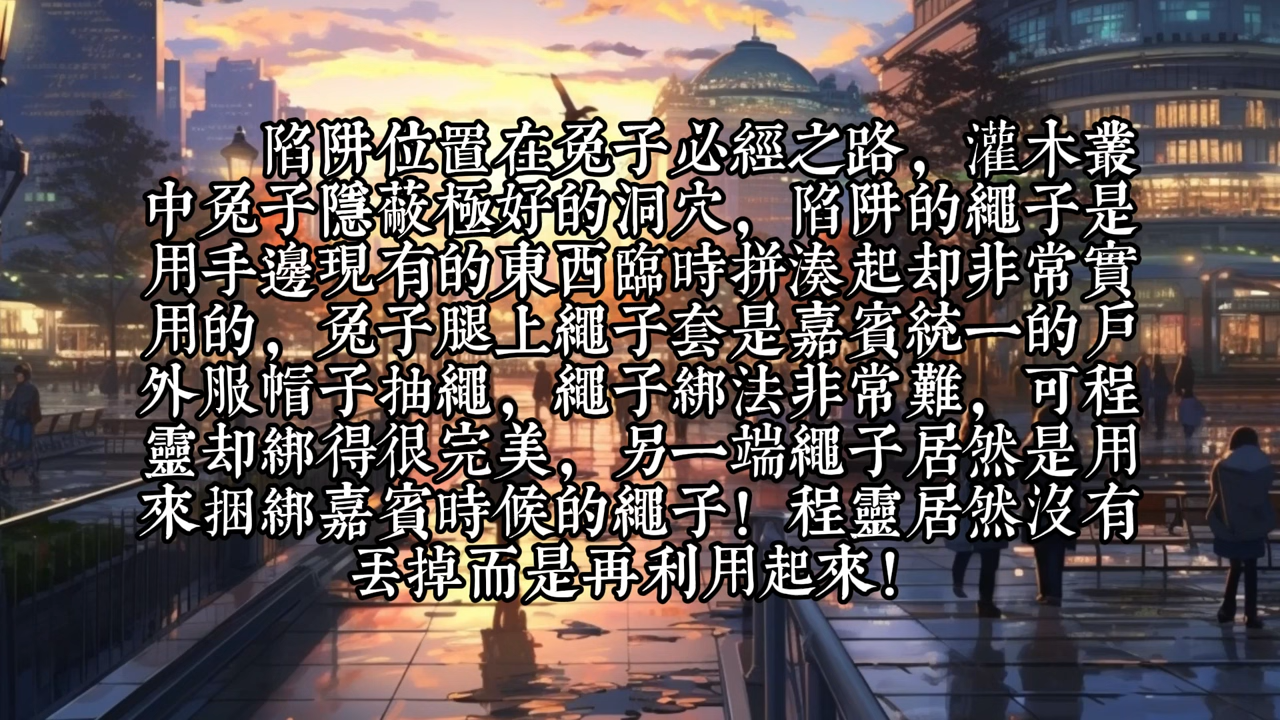 陷阱位置在兔子必經之路，灌木叢
中兔子隱蔽極好的洞穴，陷阱的繩子是
用手邊現有的東西臨時拼湊起却非常實
用的，兔子腿上繩子套是嘉賓統一的戶
外服帽子抽繩，繩子綁法非常難，可程
靈却綁得很完美，另一端繩子居然是用
來捆綁嘉賓時候的繩子！程靈居然沒有
丟掉而是再利用起來！